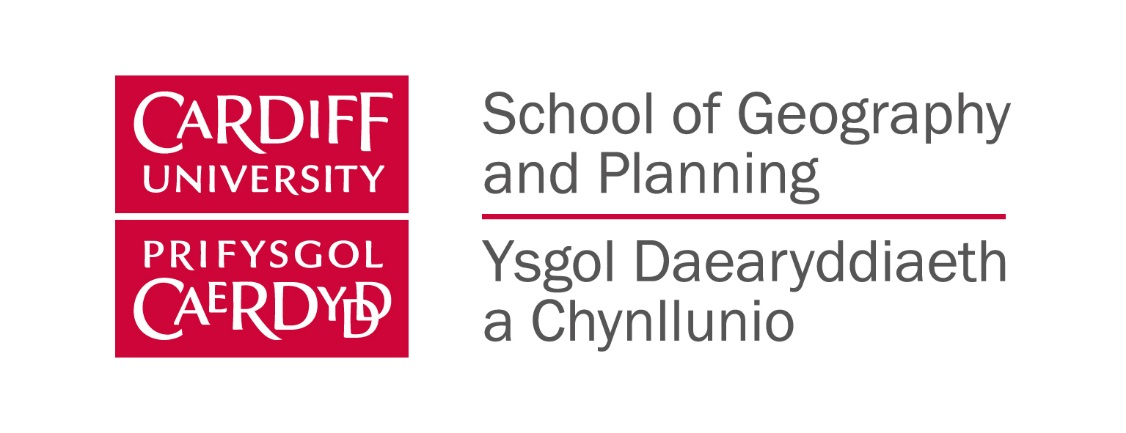 CARDIFF
UNIVERSITY
PRIFYSGOL
CAERDYDD
School of Geography
and Planning
Ysgol Daearyddiaeth
a Chynllunio